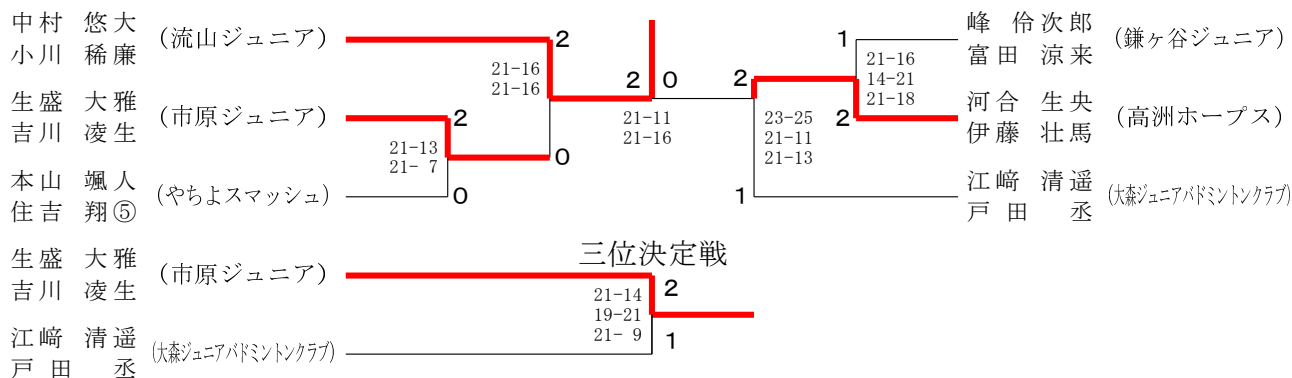 中村 悠大
小川 稀廉
(流山ジュニア)
2
21-16
21-16
生盛 大雅
吉川 凌生
(市原ジュニア)
2
0
21-13
21- 7
本山 颯人
住吉 翔⑤
(やちよスマッシュ)
0
2 0
21-11
21-16
峰 伶次郎
富田 涼来
(鎌ヶ谷ジュニア)
1
21-16
14-21
21-18
河合 生央
伊藤 壮馬
(高洲ホープス)
2
2
23-25
21-11
21-13
江﨑 清遥
戸田 丞
(大森ジュニアバドミントンクラブ)
1
三位決定戦
生盛 大雅
吉川 凌生
(市原ジュニア)
2
21-14
19-21
21- 9
江﨑 清遥
戸田 丞
(大森ジュニアバドミントンクラブ)
1